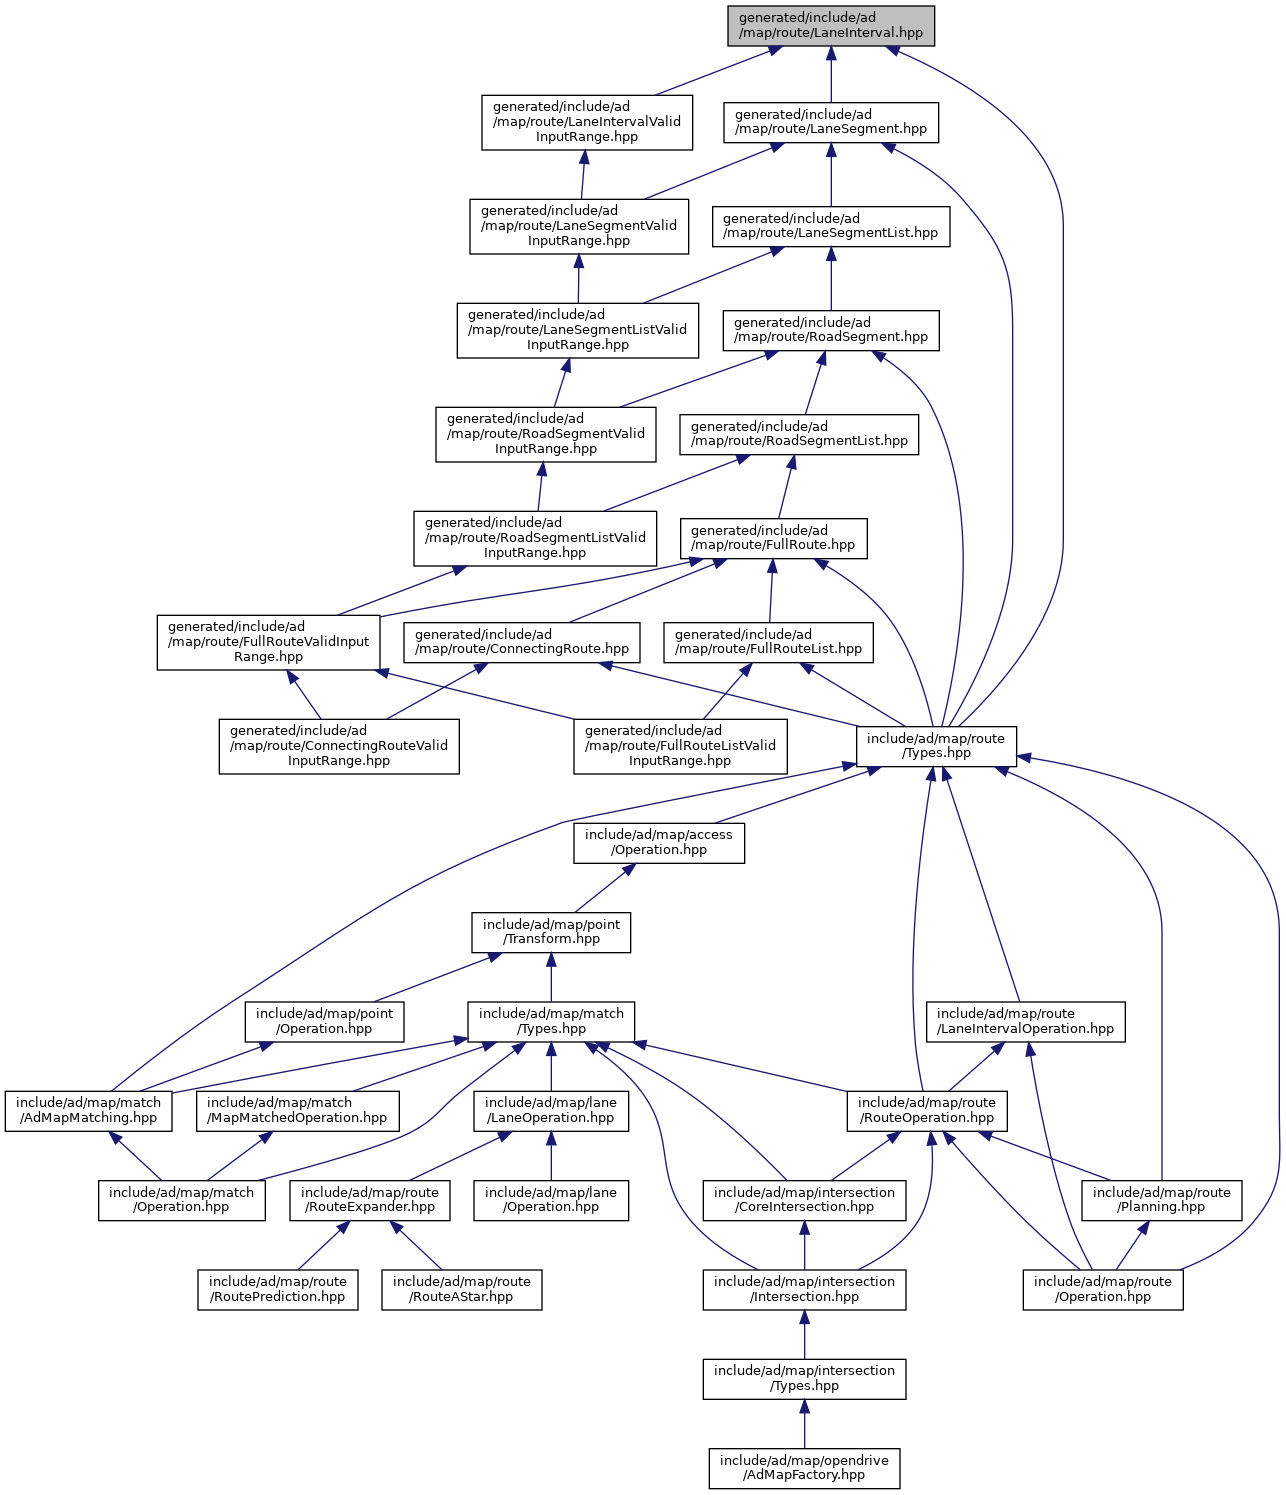 generated/include/ad
/map/route/LaneInterval.hpp
generated/include/ad
/map/route/LaneIntervalValid
InputRange.hpp
generated/include/ad
/map/route/LaneSegment.hpp
generated/include/ad
/map/route/LaneSegmentValid
InputRange.hpp
generated/include/ad
/map/route/LaneSegmentList.hpp
generated/include/ad
/map/route/LaneSegmentListValid
InputRange.hpp
generated/include/ad
/map/route/RoadSegment.hpp
generated/include/ad
/map/route/RoadSegmentValid
InputRange.hpp
generated/include/ad
/map/route/RoadSegmentList.hpp
generated/include/ad
/map/route/RoadSegmentListValid
InputRange.hpp
generated/include/ad
/map/route/FullRoute.hpp
generated/include/ad
/map/route/FullRouteValidInput
Range.hpp
generated/include/ad
/map/route/ConnectingRoute.hpp
generated/include/ad
/map/route/FullRouteList.hpp
generated/include/ad
/map/route/ConnectingRouteValid
InputRange.hpp
generated/include/ad
/map/route/FullRouteListValid
InputRange.hpp
include/ad/map/route
/Types.hpp
include/ad/map/access
/Operation.hpp
include/ad/map/point
/Transform.hpp
include/ad/map/point
/Operation.hpp
include/ad/map/match
/Types.hpp
include/ad/map/route
/LaneIntervalOperation.hpp
include/ad/map/match
/AdMapMatching.hpp
include/ad/map/match
/MapMatchedOperation.hpp
include/ad/map/lane
/LaneOperation.hpp
include/ad/map/route
/RouteOperation.hpp
include/ad/map/match
/Operation.hpp
include/ad/map/route
/RouteExpander.hpp
include/ad/map/lane
/Operation.hpp
include/ad/map/intersection
/CoreIntersection.hpp
include/ad/map/route
/Planning.hpp
include/ad/map/route
/RoutePrediction.hpp
include/ad/map/route
/RouteAStar.hpp
include/ad/map/intersection
/Intersection.hpp
include/ad/map/route
/Operation.hpp
include/ad/map/intersection
/Types.hpp
include/ad/map/opendrive
/AdMapFactory.hpp